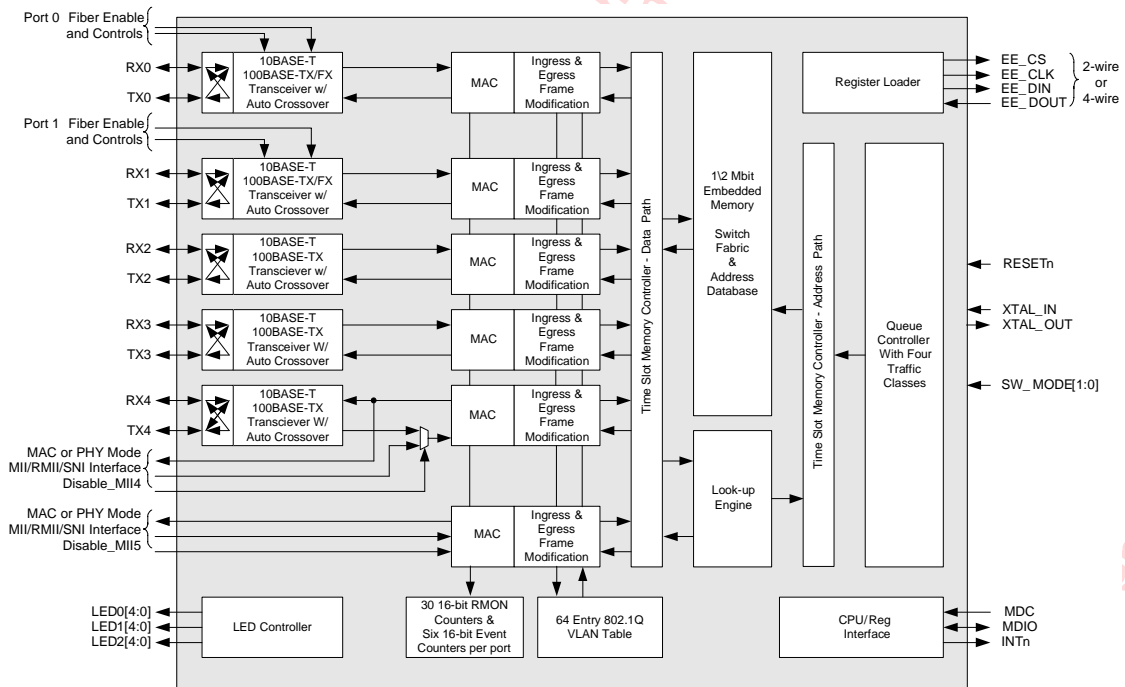 Port 0 Fiber Enable
and Controls
RX0
TX0
10BASE-T
100BASE-TX/FX
Transceiver w/
Auto Crossover
MAC
Ingress &
Egress
Frame
Modification
Port 1 Fiber Enable
and Controls
RX1
TX1
10BASE-T
100BASE-TX/FX
Transceiver w/
Auto Crossover
MAC
Ingress &
Egress
Frame
Modification
RX2
TX2
10BASE-T
100BASE-TX
Transciever w/
Auto Crossover
MAC
Ingress &
Egress
Frame
Modification
RX3
TX3
10BASE-T
100BASE-TX
Transceiver W/
Auto Crossover
MAC
Ingress &
Egress
Frame
Modification
RX4
TX4
10BASE-T
100BASE-TX
Transciever W/
Auto Crossover
MAC
Ingress &
Egress
Frame
Modification
MAC or PHY Mode
MII/RMII/SNI Interface
Disable_MII4
MAC or PHY Mode
MII/RMII/SNI Interface
Disable_MII5
MAC
Ingress &
Egress
Frame
Modification
Time Slot Memory Controller - Data Path
1\2 Mbit
Embedded
Memory
Switch
Fabric
&
Address
Database
Look-up
Engine
Time Slot Memory Controller - Address Path
Queue
Controller
With Four
Traffic
Classes
Register Loader
EE_CS
EE_CLK
EE_DIN
EE_DOUT
2-wire
or
4-wire
RESETn
XTAL_IN
XTAL_OUT
SW_MODE[1:0]
LED0[4:0]
LED1[4:0]
LED2[4:0]
LED Controller
30 16-bit RMON
Counters &
Six 16-bit Event
Counters per port
64 Entry 802.1Q
VLAN Table
CPU/Reg
Interface
MDC
MDIO
INTn